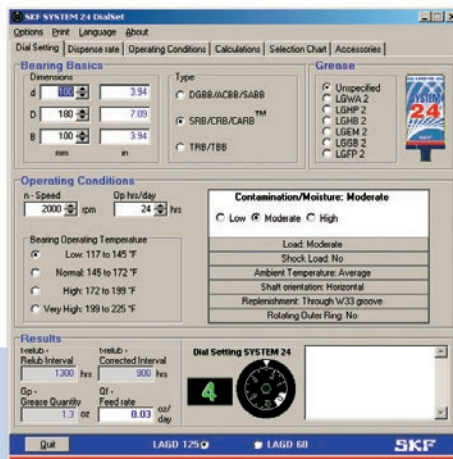 SKF SYSTEM 24 DialSet
Options Print Language About
Dial Setting Dispense rate Operating Conditions Calculations Selection Chart Accessories
Bearing Basics
Dimensions
d 100 3.94
D 180 7.09
B 100 3.94
mm in
Type
DGBB/ACBB/SABB
SRB/CRB/CARB™
TRB/TBB
Grease
Unspecified
LGWA 2
LGHP 2
LGHB 2
LGEM 2
LGGB 2
LGFP 2
SYSTEM
24
Operating Conditions
n - Speed Op hrs/day
2000 rpm 24 hrs
Bearing Operating Temperature
Low: 117 to 145 °F
Normal: 145 to 172 °F
High: 172 to 199 °F
Very High: 199 to 225 °F
Contamination/Moisture: Moderate
Low Moderate High
Load: Moderate
Shock Load: No
Ambient Temperature: Average
Shaft orientation: Horizontal
Replenishment: Through W33 groove
Rotating Outer Ring: No
Results
t-relub - t-relub -
Relub Interval Corrected Interval
1300 hrs 900 hrs
Gp - Qf -
Grease Quantity Feed rate
1.3 oz 0.03 oz/
day
Dial Setting SYSTEM 24
4
Quit LAGD 125 LAGD 60 SKF